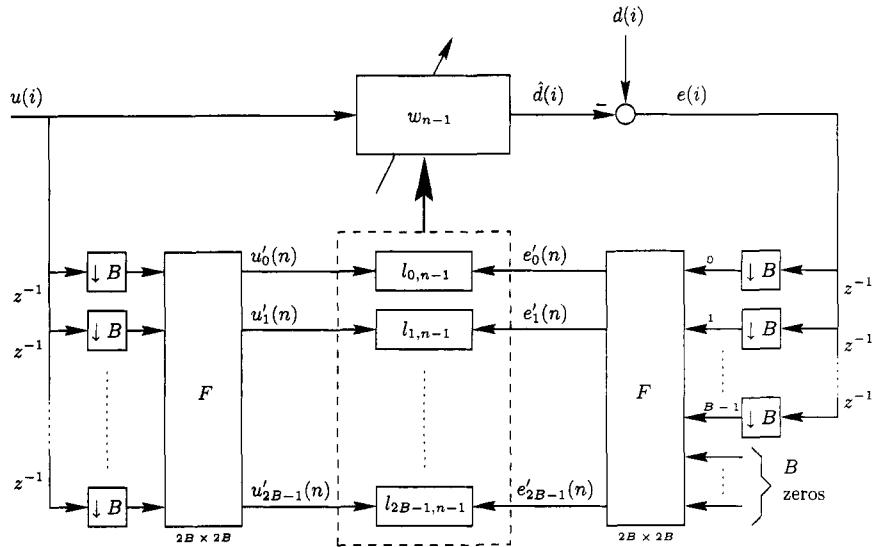 d(i)
u(i)
w_{n-1}
\hat{d}(i)
−
e(i)
↓ B
u'_0(n)
l_{0,n-1}
e'_0(n)
0
↓ B
z^{-1}
z^{-1}
↓ B
u'_1(n)
l_{1,n-1}
e'_1(n)
1
↓ B
z^{-1}
z^{-1}
F
F
B−1
↓ B
z^{-1}
z^{-1}
↓ B
u'_{2B-1}(n)
l_{2B-1,n-1}
e'_{2B-1}(n)
B
zeros
2B × 2B
2B × 2B